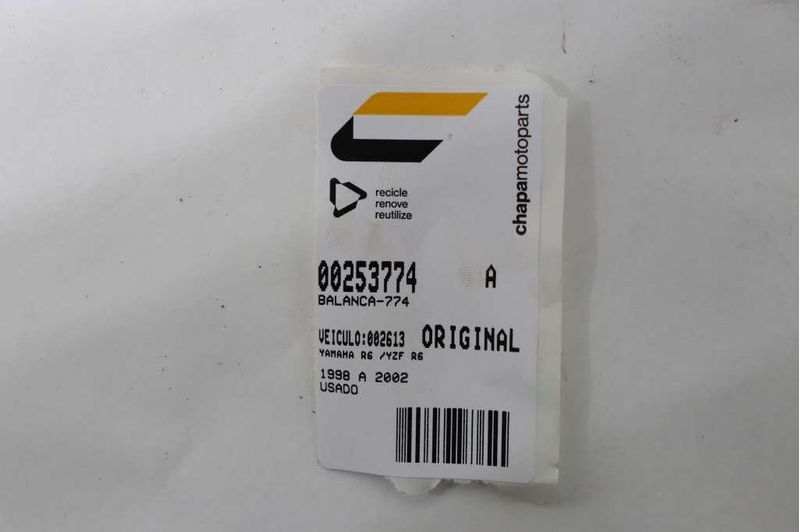 chapamotoparts
recicle
renove
reutilize
00253774 A
BALANCA-774
VEICULO:002613 ORIGINAL
YAMAHA R6 /YZF R6
1998 A 2002
USADO